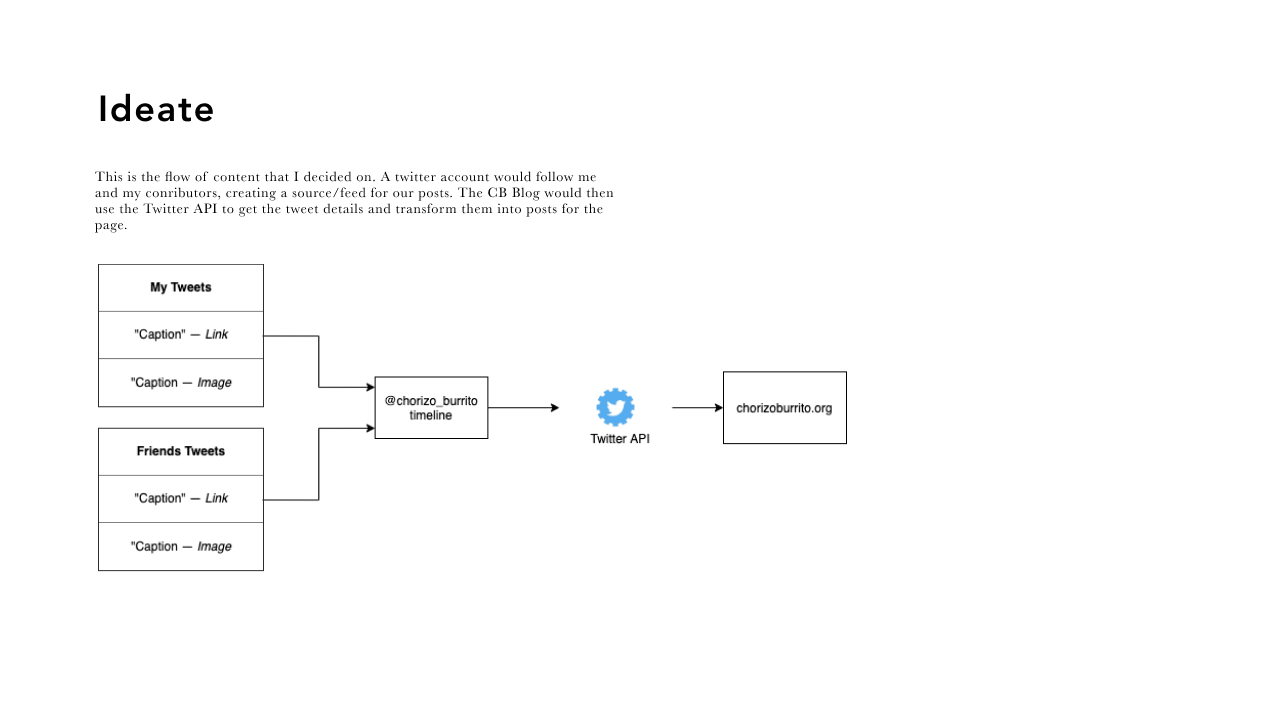 Ideate
This is the flow of content that I decided on. A twitter account would follow me
and my conributors, creating a source/feed for our posts. The CB Blog would then
use the Twitter API to get the tweet details and transform them into posts for the
page.
My Tweets
"Caption" — Link
"Caption — Image
Friends Tweets
"Caption" — Link
"Caption — Image
@chorizo_burrito
timeline
Twitter API
chorizoburrito.org